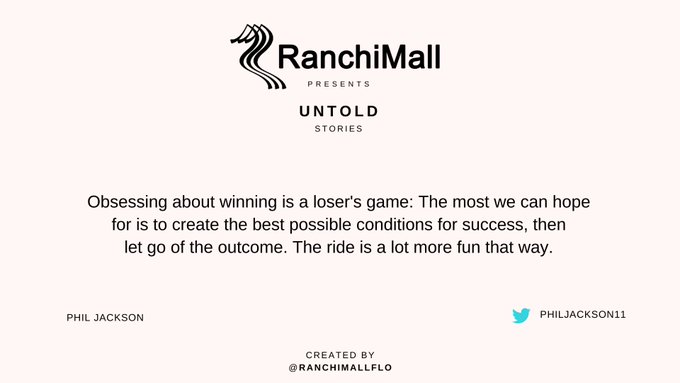 RanchiMall
PRESENTS
UNTOLD
STORIES
Obsessing about winning is a loser's game: The most we can hope
for is to create the best possible conditions for success, then
let go of the outcome. The ride is a lot more fun that way.
PHIL JACKSON
PHILJACKSON11
CREATED BY
@RANCHIMALLFLO